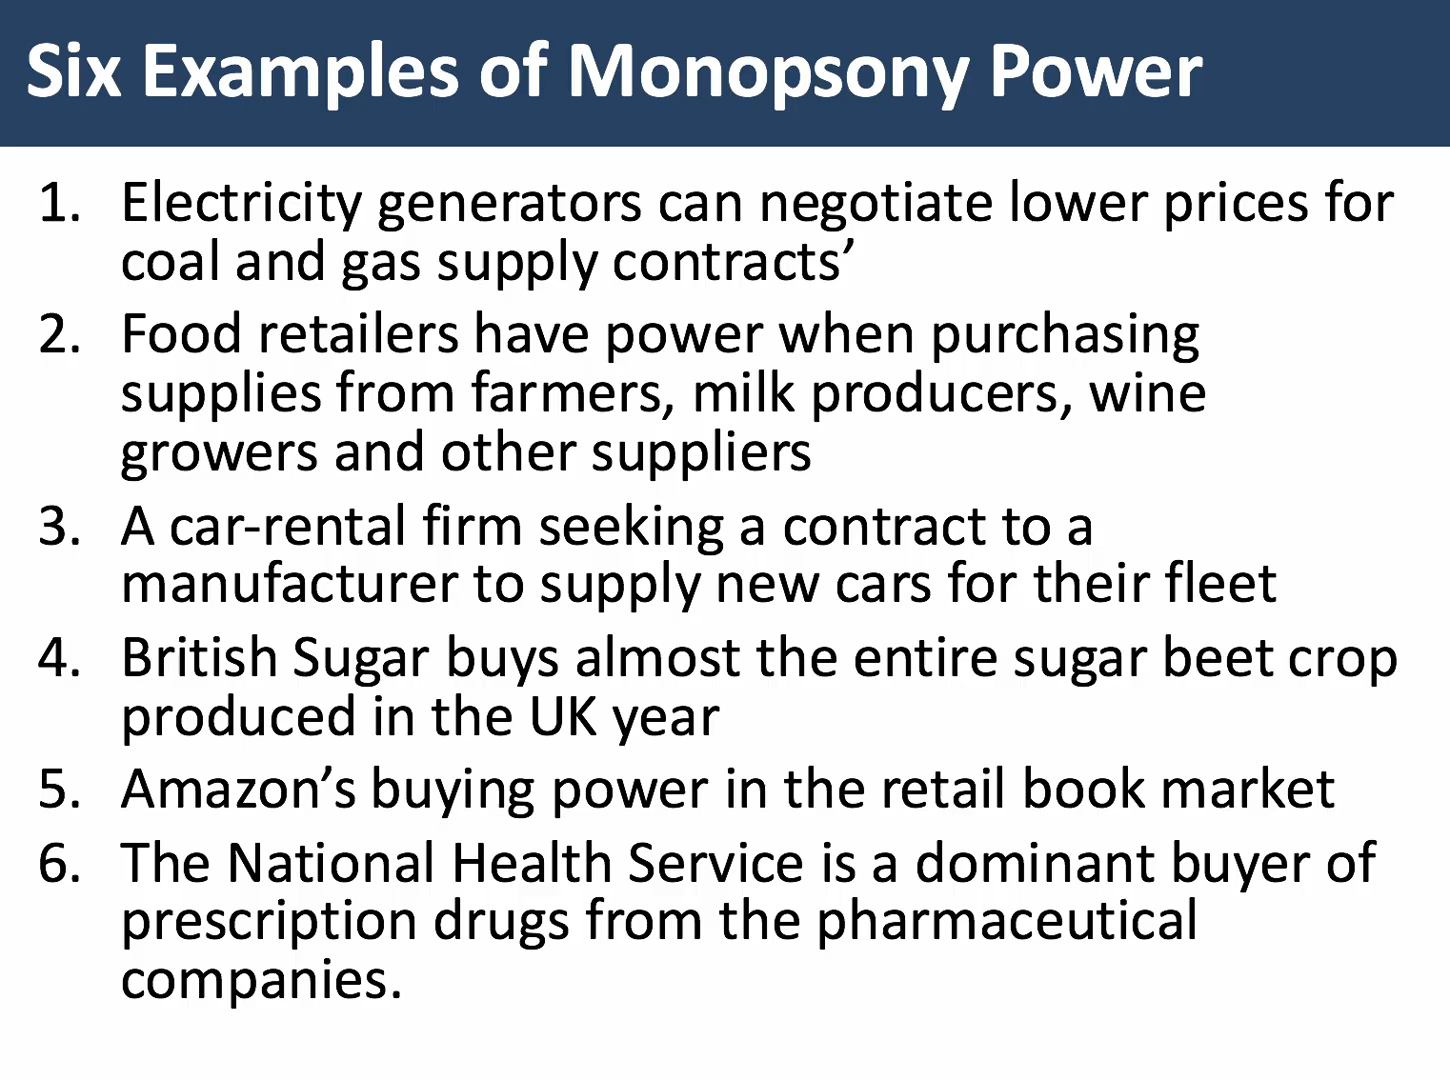 Six Examples of Monopsony Power
1. Electricity generators can negotiate lower prices for
coal and gas supply contracts’
2. Food retailers have power when purchasing
supplies from farmers, milk producers, wine
growers and other suppliers
3. A car-rental firm seeking a contract to a
manufacturer to supply new cars for their fleet
4. British Sugar buys almost the entire sugar beet crop
produced in the UK year
5. Amazon’s buying power in the retail book market
6. The National Health Service is a dominant buyer of
prescription drugs from the pharmaceutical
companies.